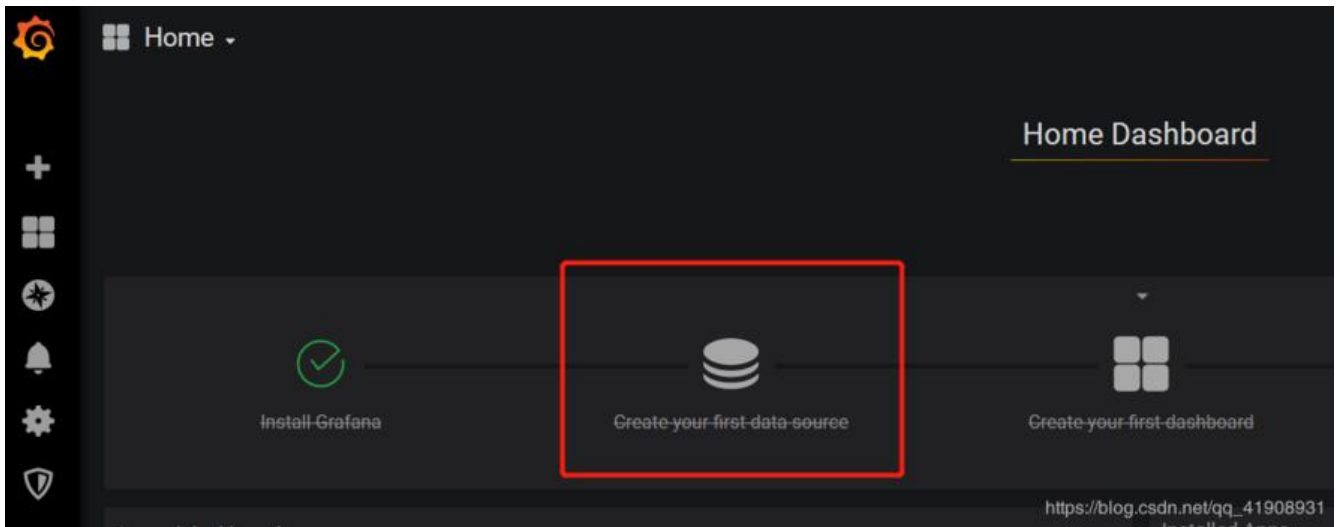 Home
Home Dashboard
Install Grafana
Create your first data source
Create your first dashboard
https://blog.csdn.net/qq_41908931